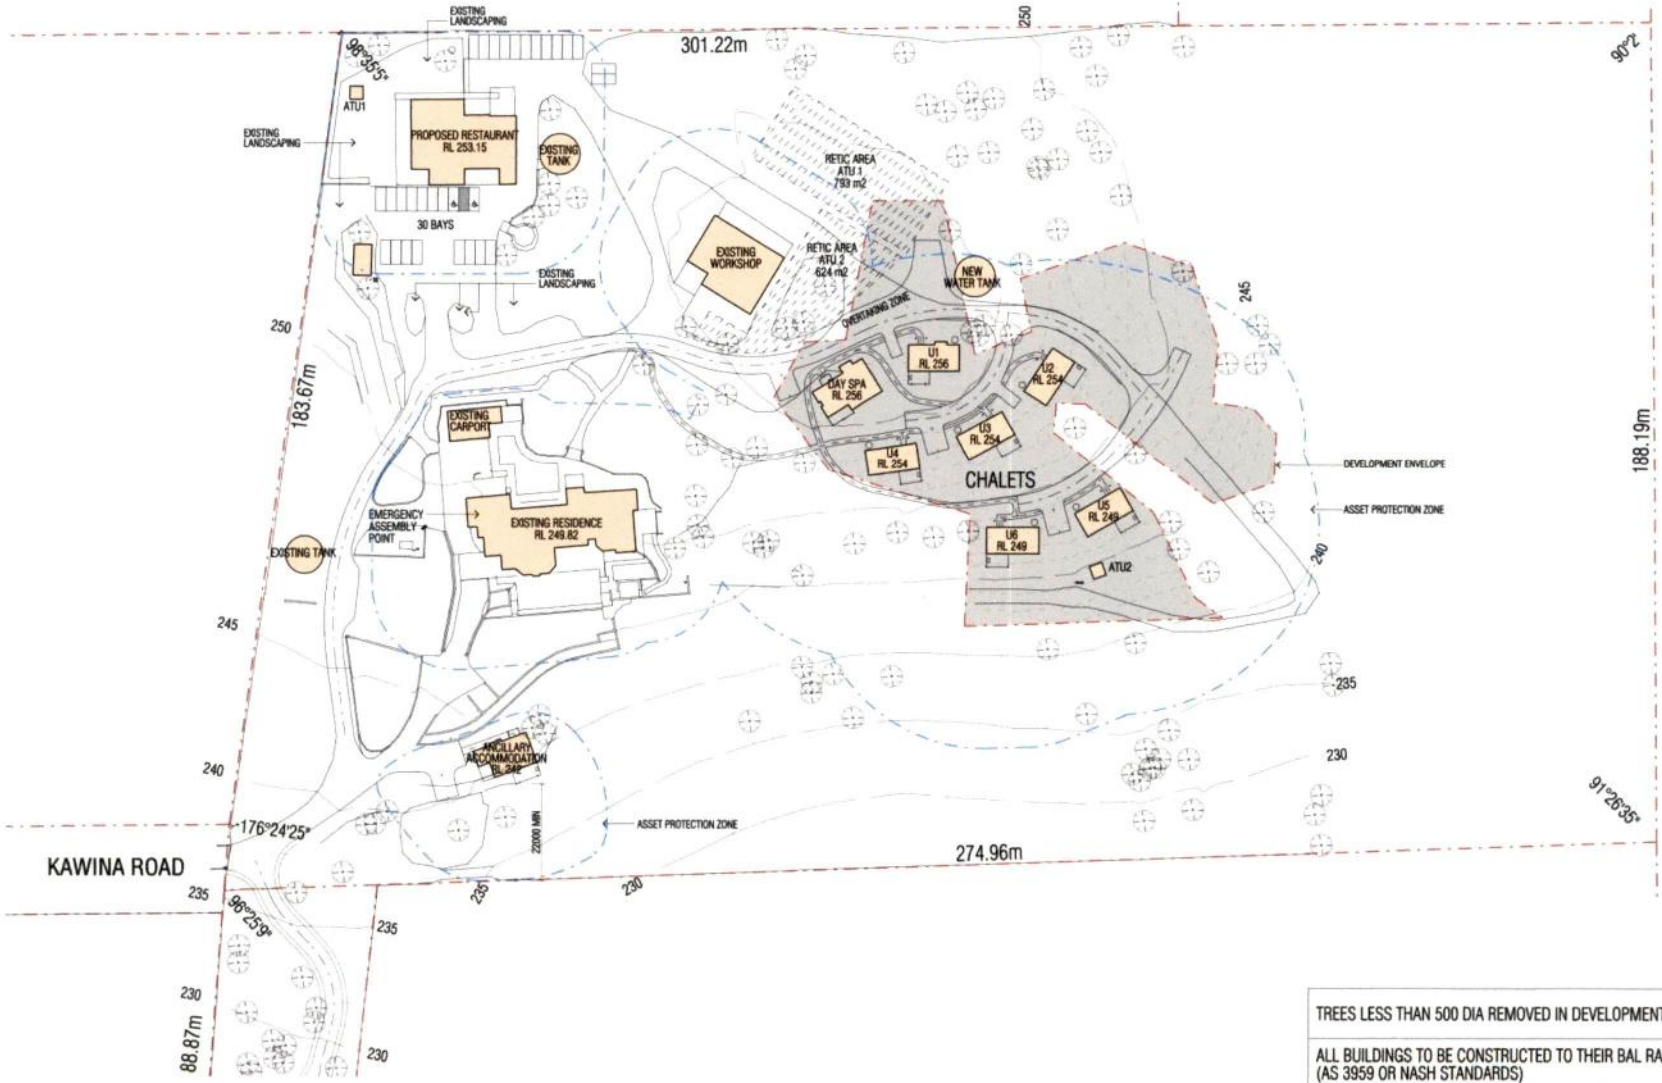 EXISTING
LANDSCAPING
250
301.22m
90°2'
98°35'5"
ATU1
EXISTING
LANDSCAPING
PROPOSED RESTAURANT
RL 253.15
EXISTING
TANK
RETIC AREA
ATU 1
793 m2
30 BAYS
EXISTING
WORKSHOP
RETIC AREA
ATU 2
624 m2
NEW
WATER TANK
EXISTING
LANDSCAPING
245
OVERTAKING ZONE
250
183.67m
U1
RL 256
DAY SPA
RL 256
U2
RL 254
EXISTING
CARPORT
U3
RL 254
U4
RL 254
188.19m
CHALETS
DEVELOPMENT ENVELOPE
EMERGENCY
ASSEMBLY
POINT
EXISTING RESIDENCE
RL 249.82
U5
RL 249
ASSET PROTECTION ZONE
U6
RL 249
EXISTING TANK
240
ATU2
245
235
ANCILLARY
ACCOMMODATION
RL 242
240
230
91°26'35"
176°24'25"
ASSET PROTECTION ZONE
22000 MIN
274.96m
KAWINA ROAD
235
96°25'9"
235
230
235
230
88.87m
230
TREES LESS THAN 500 DIA REMOVED IN DEVELOPMENT
ALL BUILDINGS TO BE CONSTRUCTED TO THEIR BAL RA
(AS 3959 OR NASH STANDARDS)